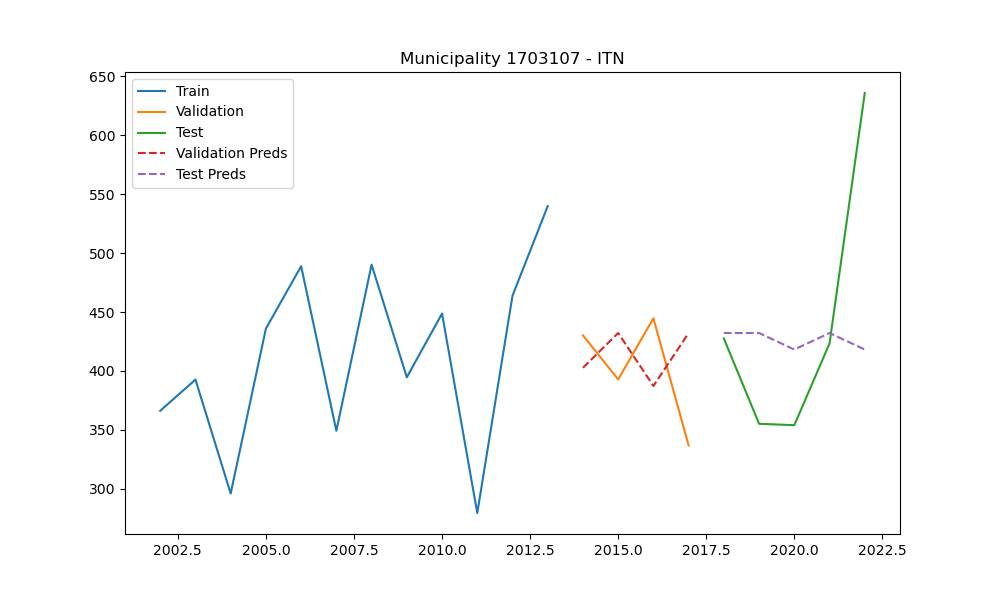 Municipality 1703107 - ITN
Train
Validation
Test
Validation Preds
Test Preds
650
600
550
500
450
400
350
300
2002.5 2005.0 2007.5 2010.0 2012.5 2015.0 2017.5 2020.0 2022.5